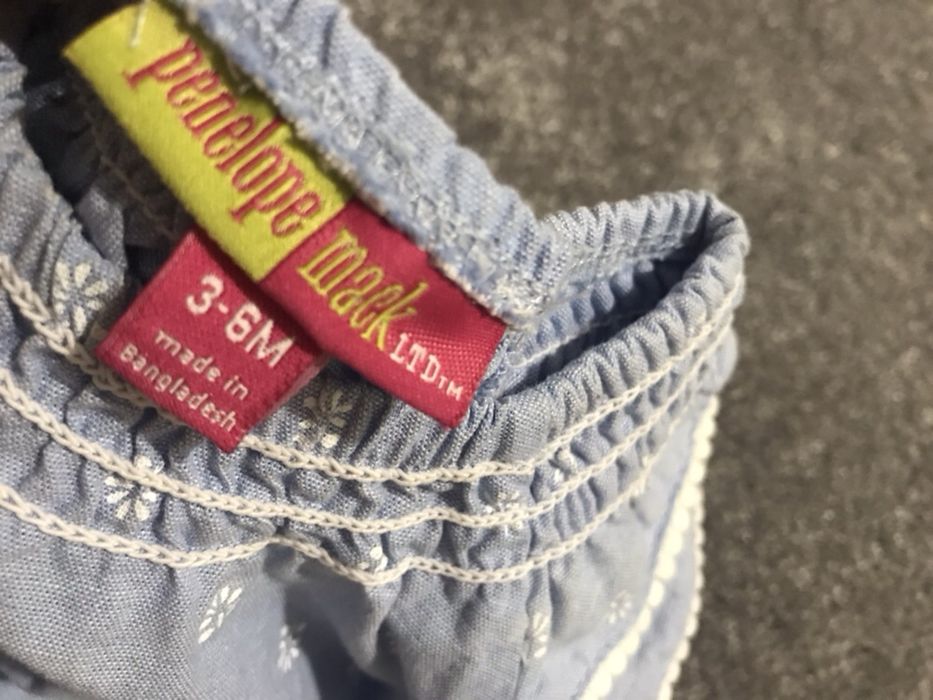 penelope
mack LTD™
3-6M
made in
Bangladesh